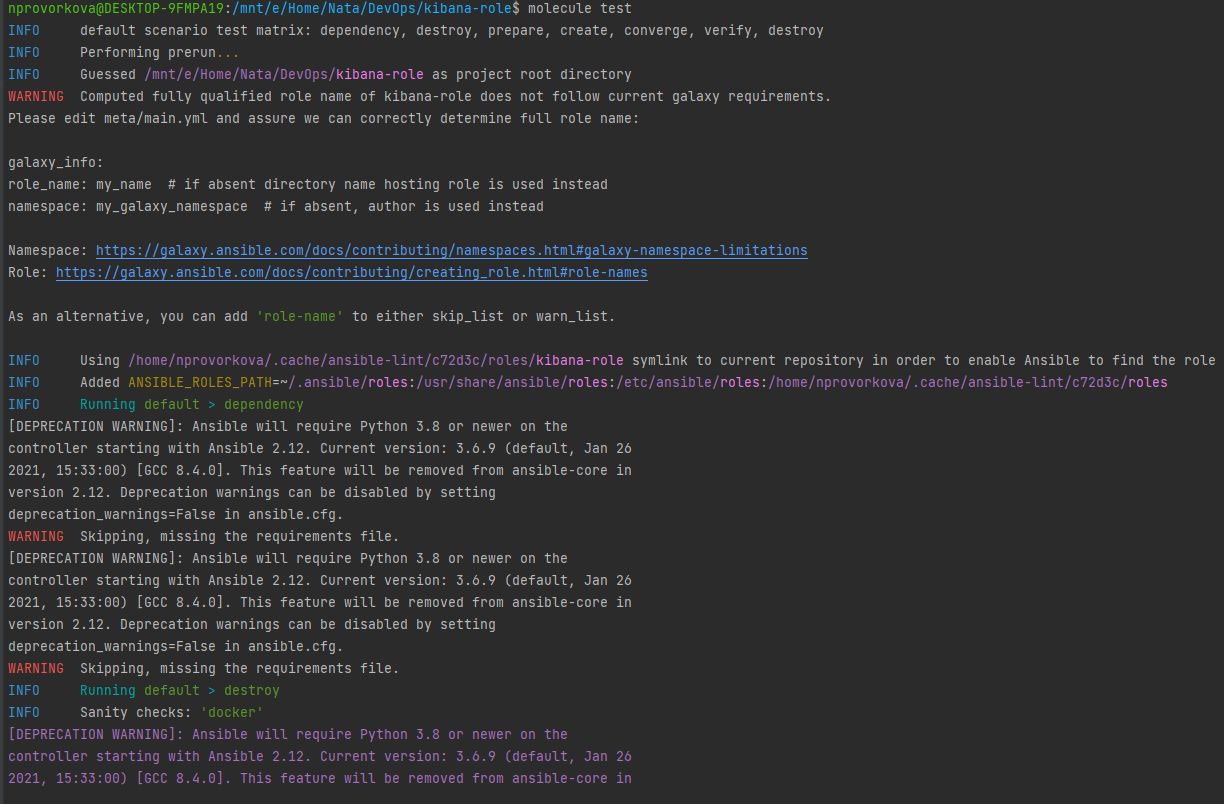 nprovorkova@DESKTOP-9FMPA19:/mnt/e/Home/Nata/DevOps/kibana-role$ molecule test
INFO     default scenario test matrix: dependency, destroy, prepare, create, converge, verify, destroy
INFO     Performing prerun...
INFO     Guessed /mnt/e/Home/Nata/DevOps/kibana-role as project root directory
WARNING  Computed fully qualified role name of kibana-role does not follow current galaxy requirements.
Please edit meta/main.yml and assure we can correctly determine full role name:

galaxy_info:
role_name: my_name  # if absent directory name hosting role is used instead
namespace: my_galaxy_namespace  # if absent, author is used instead

Namespace: https://galaxy.ansible.com/docs/contributing/namespaces.html#galaxy-namespace-limitations
Role: https://galaxy.ansible.com/docs/contributing/creating_role.html#role-names

As an alternative, you can add 'role-name' to either skip_list or warn_list.

INFO     Using /home/nprovorkova/.cache/ansible-lint/c72d3c/roles/kibana-role symlink to current repository in order to enable Ansible to find the role
INFO     Added ANSIBLE_ROLES_PATH=~/.ansible/roles:/usr/share/ansible/roles:/etc/ansible/roles:/home/nprovorkova/.cache/ansible-lint/c72d3c/roles
INFO     Running default > dependency
[DEPRECATION WARNING]: Ansible will require Python 3.8 or newer on the
controller starting with Ansible 2.12. Current version: 3.6.9 (default, Jan 26
2021, 15:33:00) [GCC 8.4.0]. This feature will be removed from ansible-core in
version 2.12. Deprecation warnings can be disabled by setting
deprecation_warnings=False in ansible.cfg.
WARNING  Skipping, missing the requirements file.
[DEPRECATION WARNING]: Ansible will require Python 3.8 or newer on the
controller starting with Ansible 2.12. Current version: 3.6.9 (default, Jan 26
2021, 15:33:00) [GCC 8.4.0]. This feature will be removed from ansible-core in
version 2.12. Deprecation warnings can be disabled by setting
deprecation_warnings=False in ansible.cfg.
WARNING  Skipping, missing the requirements file.
INFO     Running default > destroy
INFO     Sanity checks: 'docker'
[DEPRECATION WARNING]: Ansible will require Python 3.8 or newer on the
controller starting with Ansible 2.12. Current version: 3.6.9 (default, Jan 26
2021, 15:33:00) [GCC 8.4.0]. This feature will be removed from ansible-core in